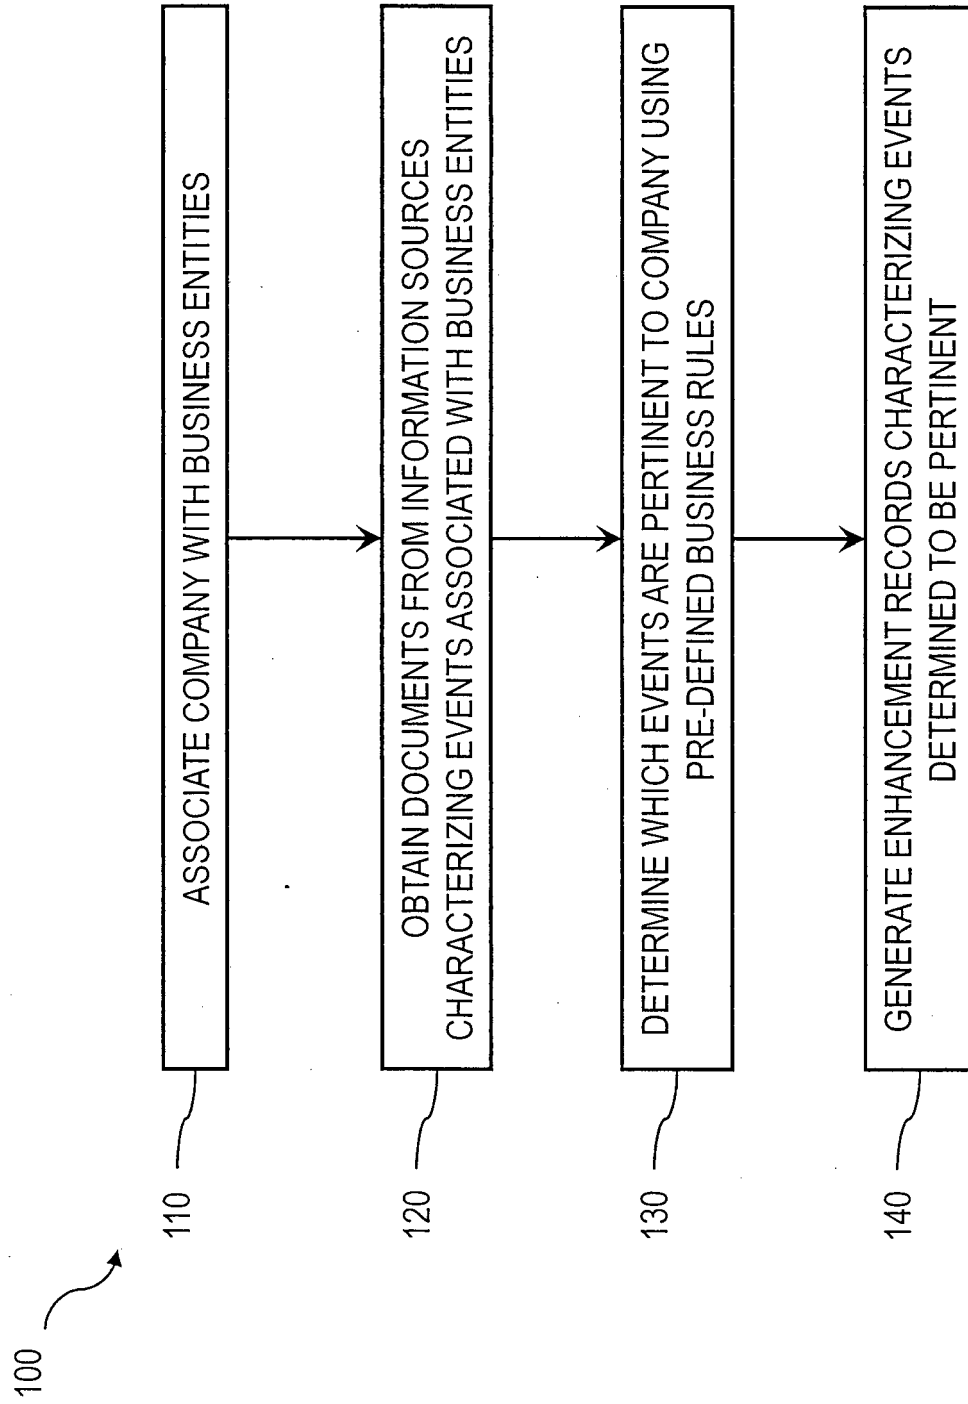 100
110
ASSOCIATE COMPANY WITH BUSINESS ENTITIES
120
OBTAIN DOCUMENTS FROM INFORMATION SOURCES
CHARACTERIZING EVENTS ASSOCIATED WITH BUSINESS ENTITIES
130
DETERMINE WHICH EVENTS ARE PERTINENT TO COMPANY USING
PRE-DEFINED BUSINESS RULES
140
GENERATE ENHANCEMENT RECORDS CHARACTERIZING EVENTS
DETERMINED TO BE PERTINENT